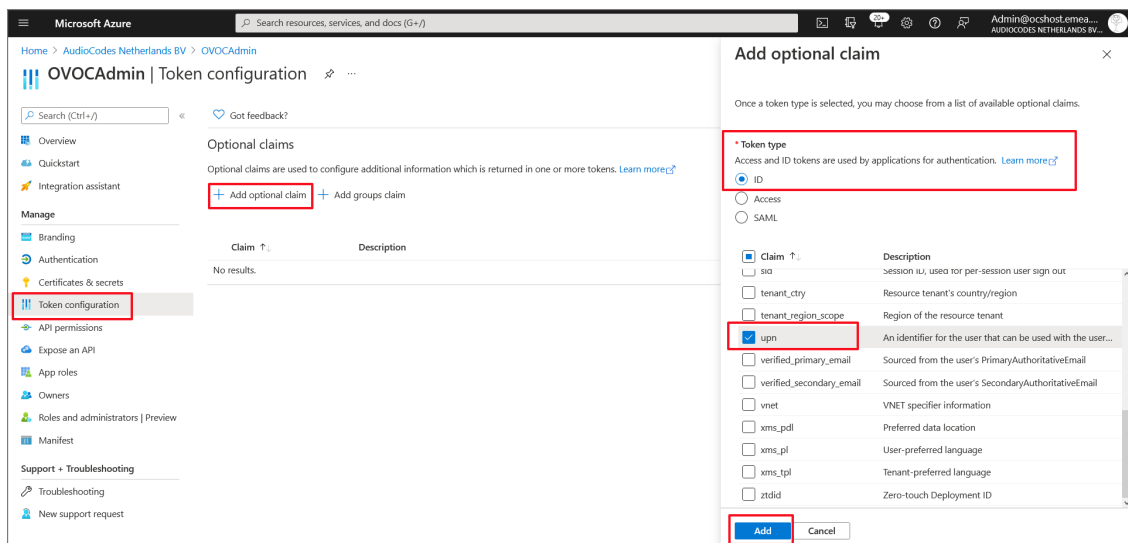 Microsoft Azure
Search resources, services, and docs (G+/)
20+
Admin@ocshost.emea....
AUDIOCODES NETHERLANDS BV...
Home > AudioCodes Netherlands BV > OVOCAdmin
OVOCAdmin | Token configuration
Search (Ctrl+/)
Overview
Quickstart
Integration assistant
Manage
Branding
Authentication
Certificates & secrets
Token configuration
API permissions
Expose an API
App roles
Owners
Roles and administrators | Preview
Manifest
Support + Troubleshooting
Troubleshooting
New support request
Got feedback?
Optional claims
Optional claims are used to configure additional information which is returned in one or more tokens. Learn more
+ Add optional claim + Add groups claim
Claim ↑↓ Description
No results.
Add optional claim
Once a token type is selected, you may choose from a list of available optional claims.
* Token type
Access and ID tokens are used by applications for authentication. Learn more
ID
Access
SAML
Claim ↑↓ Description
sid Session ID, used for per-session user sign out
tenant_ctry Resource tenant's country/region
tenant_region_scope Region of the resource tenant
upn An identifier for the user that can be used with the user...
verified_primary_email Sourced from the user's PrimaryAuthoritativeEmail
verified_secondary_email Sourced from the user's SecondaryAuthoritativeEmail
vnet VNET specifier information
xms_pdl Preferred data location
xms_pl User-preferred language
xms_tpl Tenant-preferred language
ztdid Zero-touch Deployment ID
Add Cancel